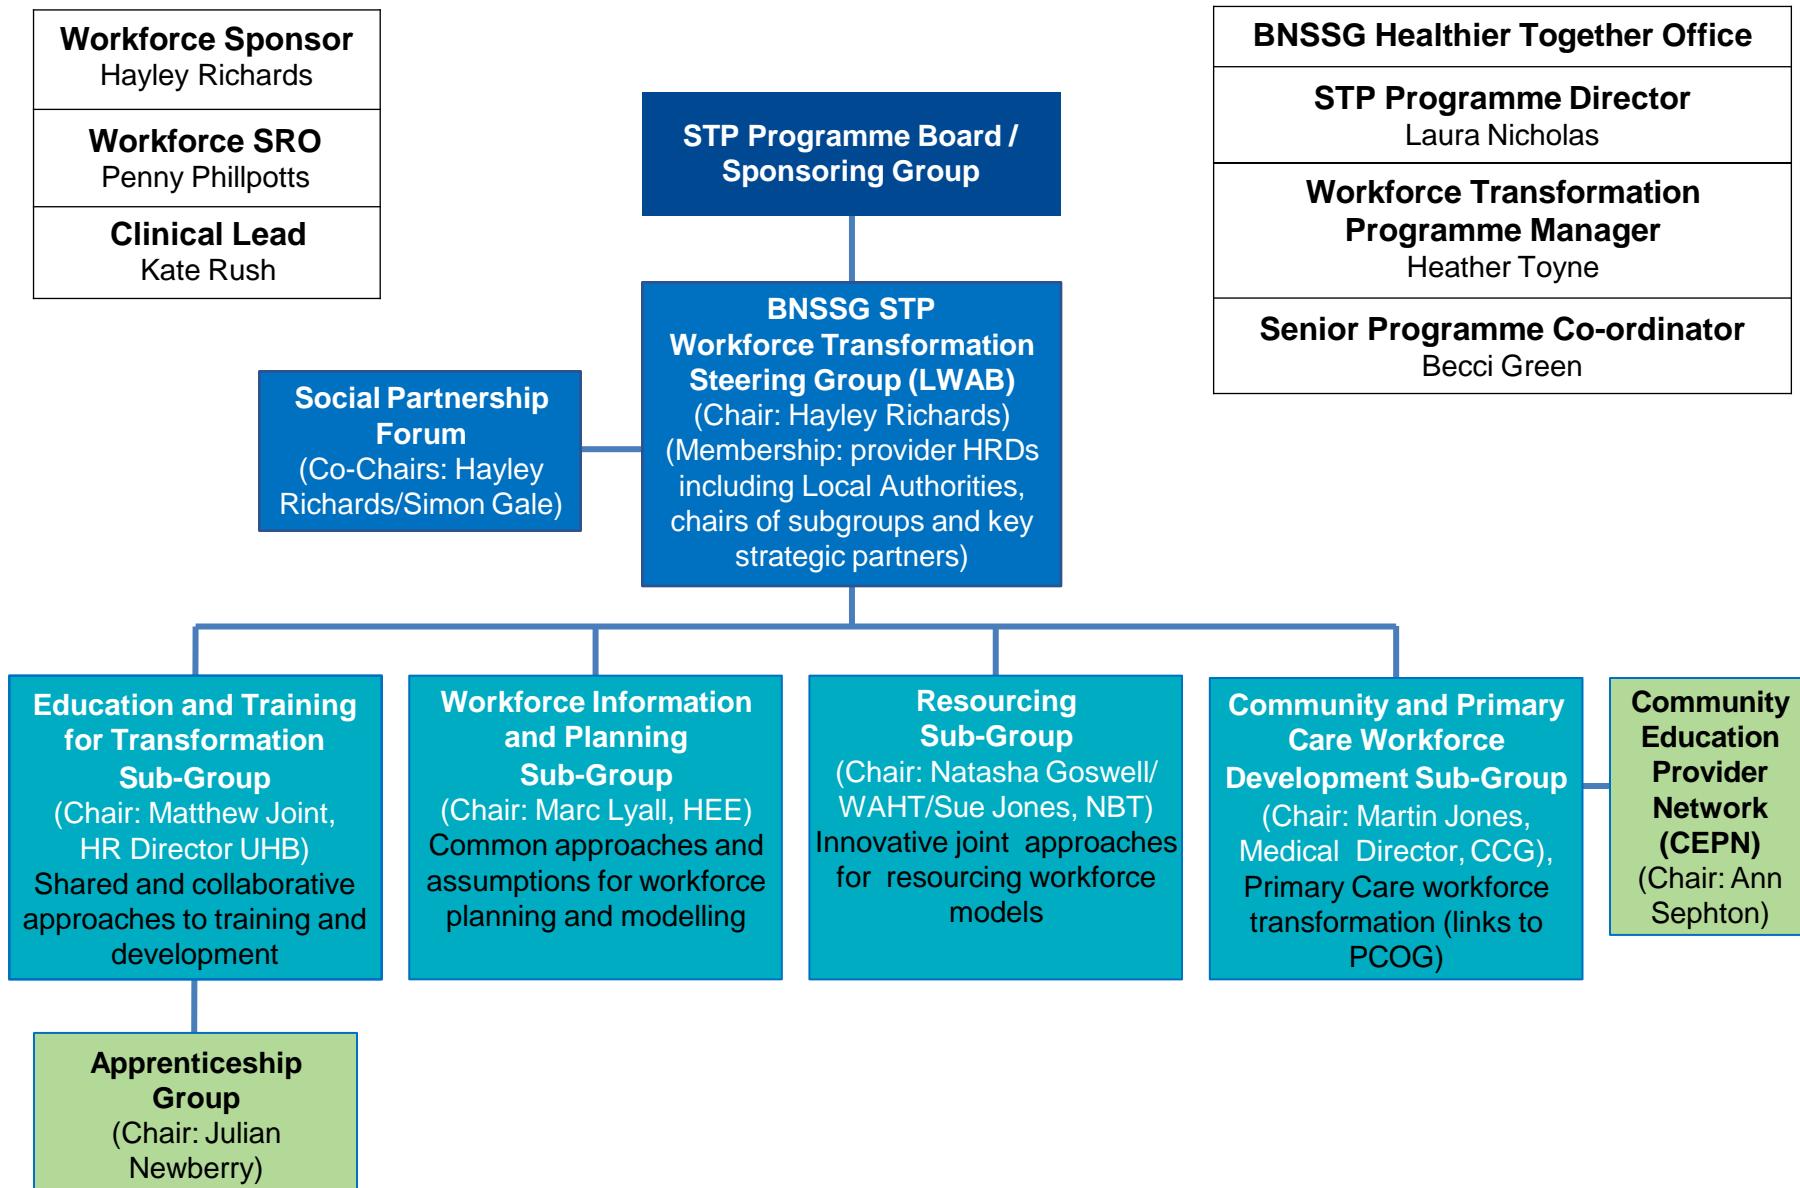 Workforce Sponsor
Hayley Richards
Workforce SRO
Penny Phillpotts
Clinical Lead
Kate Rush
BNSSG Healthier Together Office
STP Programme Director
Laura Nicholas
Workforce Transformation
Programme Manager
Heather Toyne
Senior Programme Co-ordinator
Becci Green
STP Programme Board /
Sponsoring Group
BNSSG STP
Workforce Transformation
Steering Group (LWAB)
(Chair: Hayley Richards)
(Membership: provider HRDs
including Local Authorities,
chairs of subgroups and key
strategic partners)
Social Partnership
Forum
(Co-Chairs: Hayley
Richards/Simon Gale)
Education and Training
for Transformation
Sub-Group
(Chair: Matthew Joint,
HR Director UHB)
Shared and collaborative
approaches to training and
development
Workforce Information
and Planning
Sub-Group
(Chair: Marc Lyall, HEE)
Common approaches and
assumptions for workforce
planning and modelling
Resourcing
Sub-Group
(Chair: Natasha Goswell/
WAHT/Sue Jones, NBT)
Innovative joint approaches
for resourcing workforce
models
Community and Primary
Care Workforce
Development Sub-Group
(Chair: Martin Jones,
Medical Director, CCG),
Primary Care workforce
transformation (links to
PCOG)
Community
Education
Provider
Network
(CEPN)
(Chair: Ann
Sephton)
Apprenticeship
Group
(Chair: Julian
Newberry)